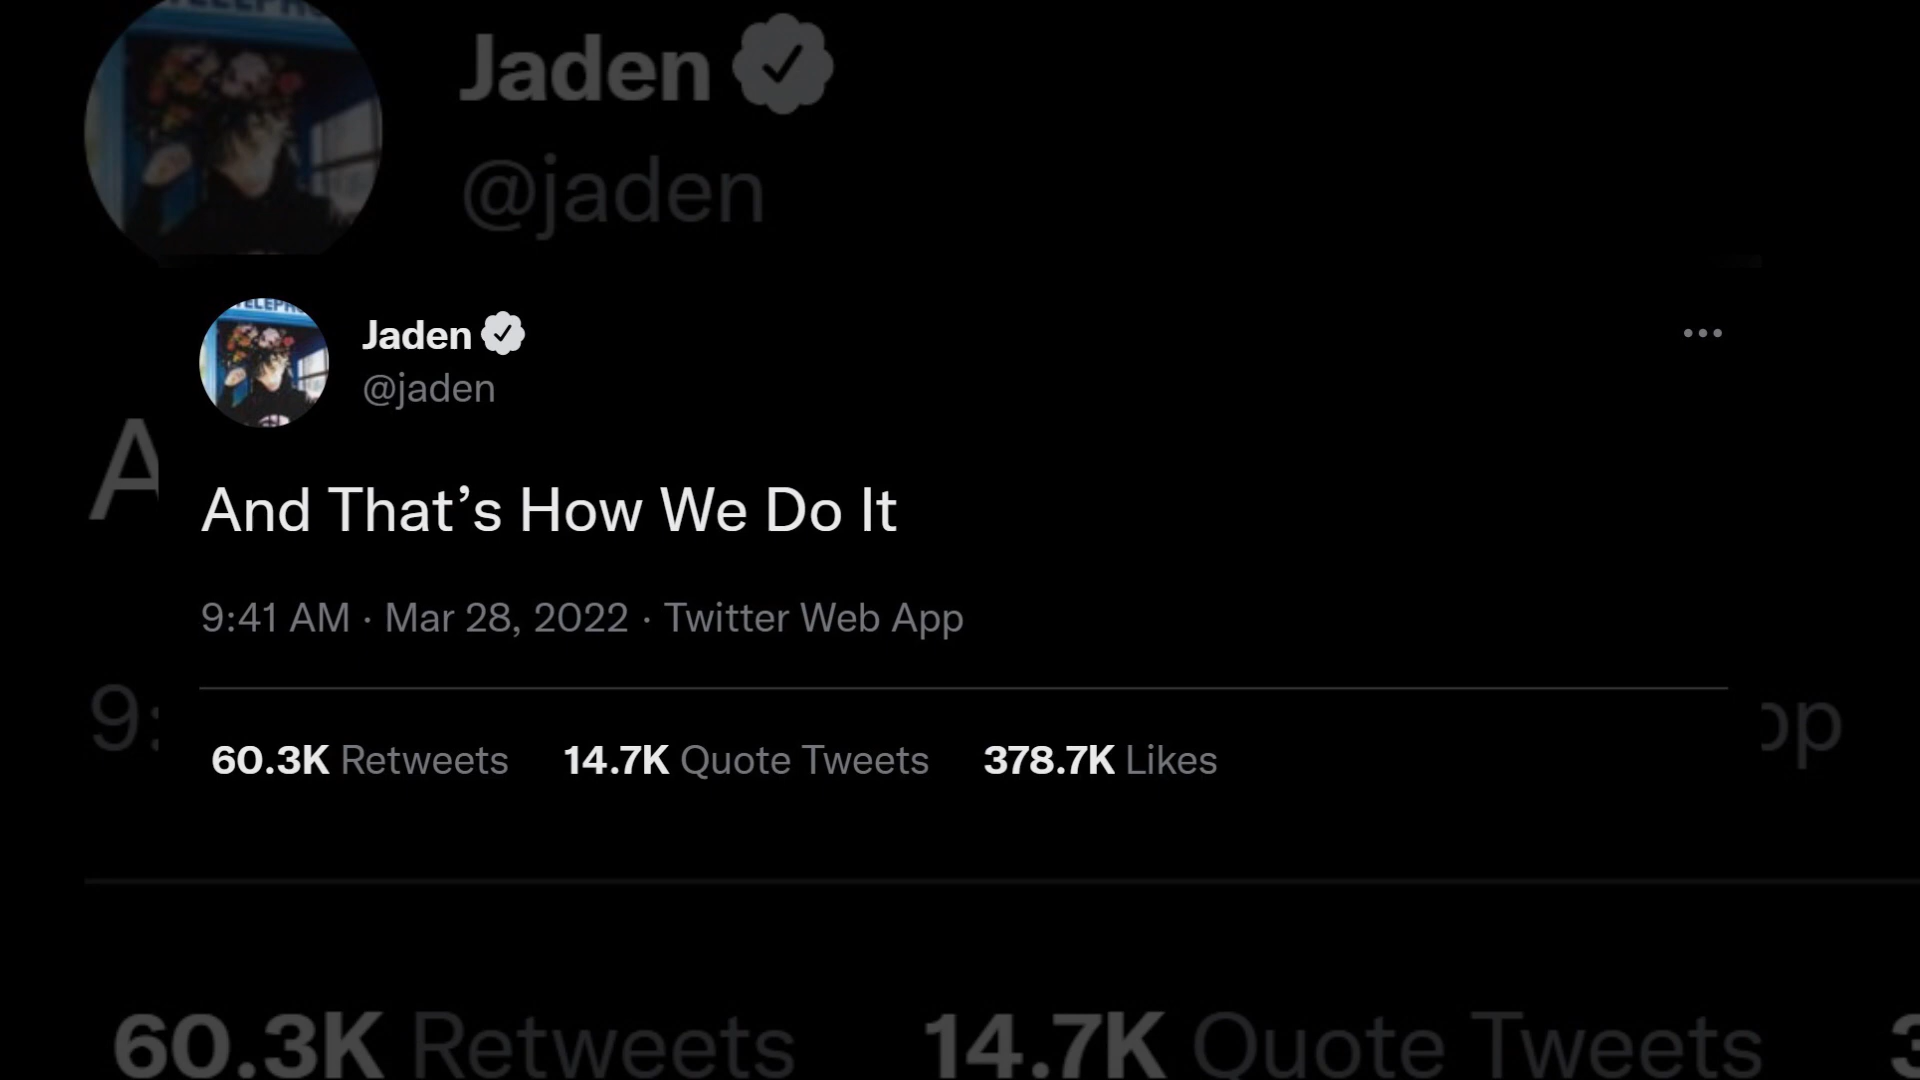 Jaden
@jaden
Jaden
@jaden
And That’s How We Do It
9:41 AM · Mar 28, 2022 · Twitter Web App
60.3K Retweets 14.7K Quote Tweets 378.7K Likes
60.3K Retweets 14.7K Quote Tweets